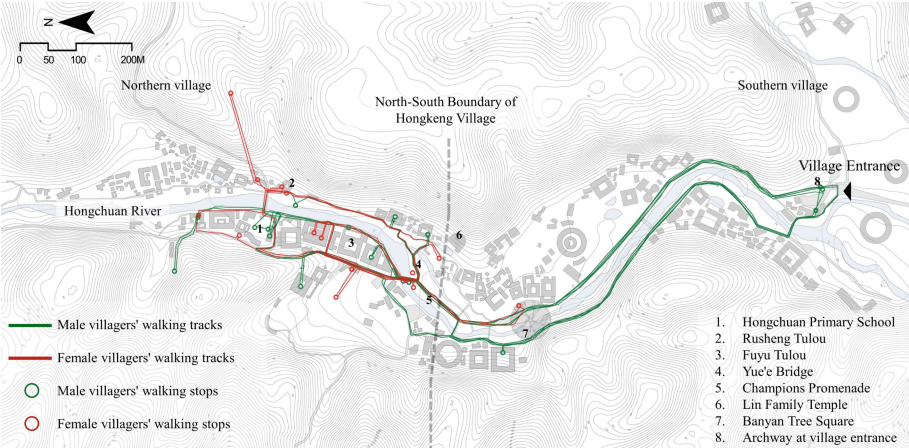 N
0 50 100 200M
Northern village
Southern village
North-South Boundary of
Hongkeng Village
Village Entrance
Hongchuan River
1
2
3
4
5
6
7
8
Male villagers' walking tracks
Female villagers' walking tracks
Male villagers' walking stops
Female villagers' walking stops
1. Hongchuan Primary School
2. Rusheng Tulou
3. Fuyu Tulou
4. Yue'e Bridge
5. Champions Promenade
6. Lin Family Temple
7. Banyan Tree Square
8. Archway at village entrance